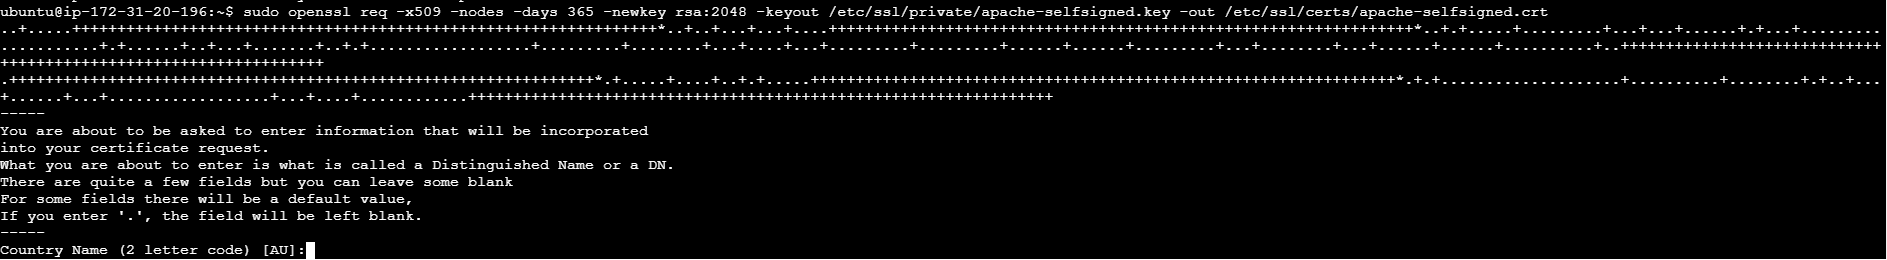 ubuntu@ip-172-31-20-196:~$ sudo openssl req -x509 -nodes -days 365 -newkey rsa:2048 -keyout /etc/ssl/private/apache-selfsigned.key -out /etc/ssl/certs/apache-selfsigned.crt
-----
You are about to be asked to enter information that will be incorporated
into your certificate request.
What you are about to enter is what is called a Distinguished Name or a DN.
There are quite a few fields but you can leave some blank
For some fields there will be a default value,
If you enter '.', the field will be left blank.
-----
Country Name (2 letter code) [AU]: